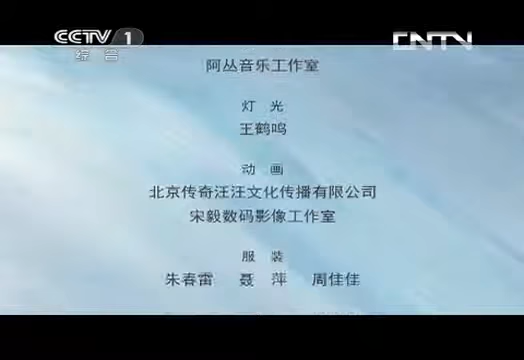 CCTV 1
综合
CNTV
阿丛音乐工作室
灯 光
王鹤鸣
动 画
北京传奇汪汪文化传播有限公司
宋毅数码影像工作室
服 装
朱春雷 聂 萍 周佳佳